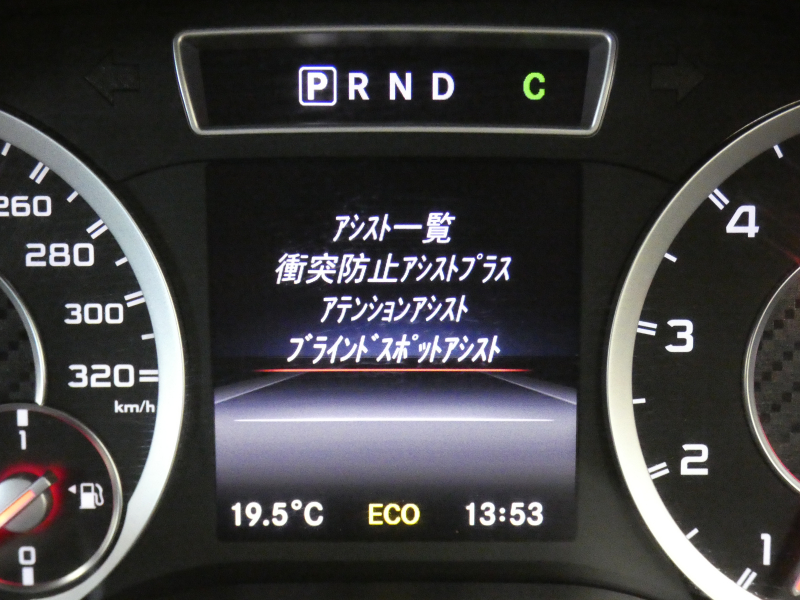 P R N D C
260
280
300
320
km/h
1
0
ｱｼｽﾄ一覧
衝突防止ｱｼｽﾄﾌﾟﾗｽ
ｱﾃﾝｼｮﾝｱｼｽﾄ
ﾌﾞﾗｲﾝﾄﾞｽﾎﾟｯﾄｱｼｽﾄ
19.5°C ECO 13:53
4
3
2
1